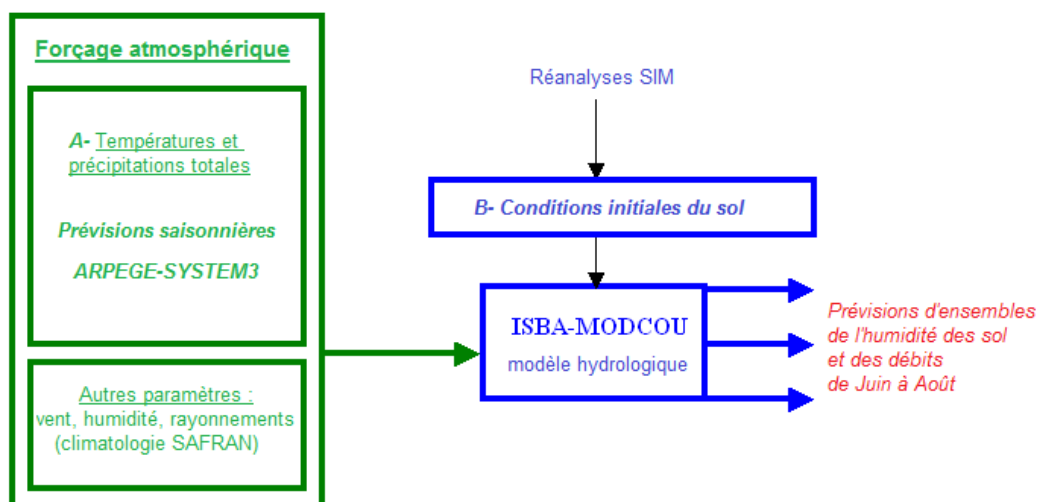 Forçage atmosphérique
A- Températures et
précipitations totales
Prévisions saisonnières
ARPEGE-SYSTEM3
Autres paramètres :
vent, humidité, rayonnements
(climatologie SAFRAN)
Réanalyses SIM
B- Conditions initiales du sol
ISBA-MODCOU
modèle hydrologique
Prévisions d'ensembles
de l'humidité des sol
et des débits
de Juin à Août